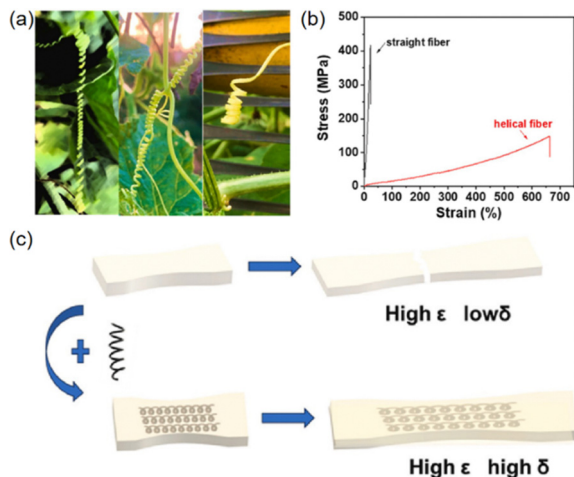 (a)
(b)
500
400
300
200
100
0
Stress (MPa)
straight fiber
helical fiber
0 100 200 300 400 500 600 700
Strain (%)
(c)
High ε lowδ
+
High ε high δ